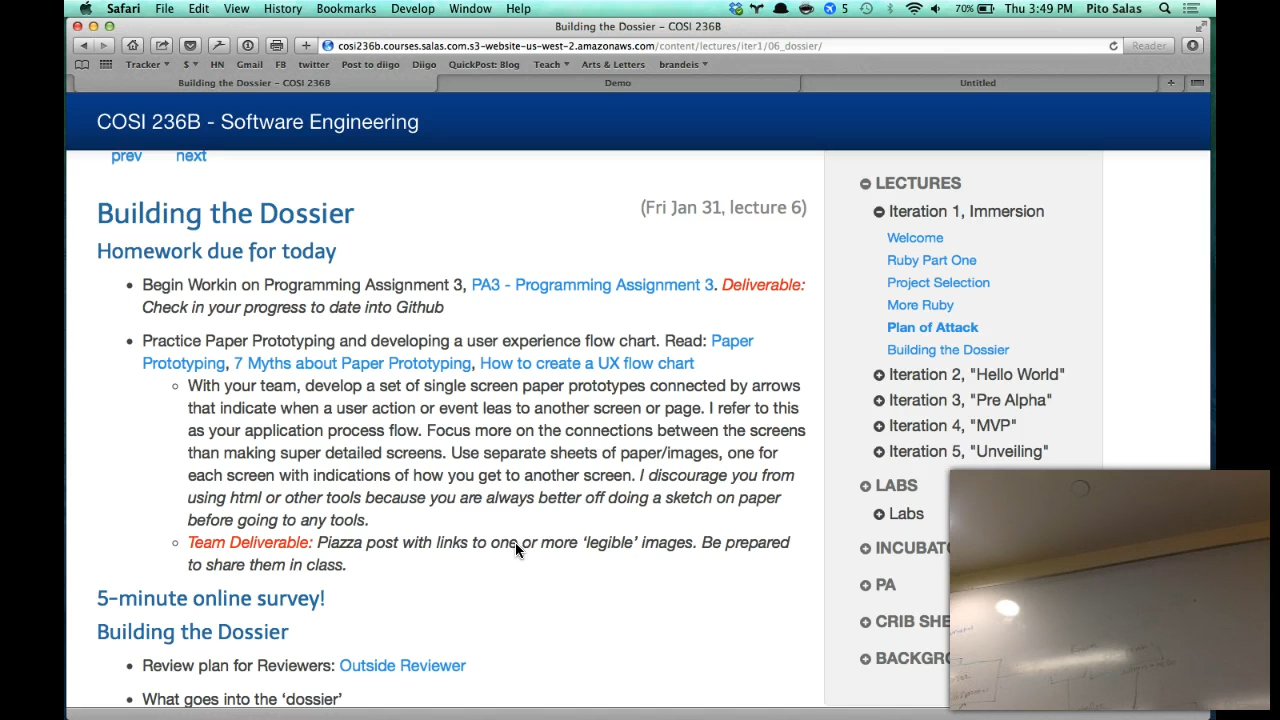 Safari File Edit View History Bookmarks Develop Window Help 5 70% Thu 3:49 PM Pito Salas
Building the Dossier – COSI 236B
cosi236b.courses.salas.com.s3-website-us-west-2.amazonaws.com/content/lectures/iter1/06_dossier/ Reader
Tracker $ HN Gmail FB twitter Post to diigo Diigo QuickPost: Blog Teach Arts & Letters brandeis
Building the Dossier – COSI 236B Demo Untitled
COSI 236B - Software Engineering
prev next
Building the Dossier (Fri Jan 31, lecture 6)
Homework due for today
Begin Workin on Programming Assignment 3, PA3 - Programming Assignment 3. Deliverable:
Check in your progress to date into Github
Practice Paper Prototyping and developing a user experience flow chart. Read: Paper
Prototyping, 7 Myths about Paper Prototyping, How to create a UX flow chart
With your team, develop a set of single screen paper prototypes connected by arrows
that indicate when a user action or event leas to another screen or page. I refer to this
as your application process flow. Focus more on the connections between the screens
than making super detailed screens. Use separate sheets of paper/images, one for
each screen with indications of how you get to another screen. I discourage you from
using html or other tools because you are always better off doing a sketch on paper
before going to any tools.
Team Deliverable: Piazza post with links to one or more ‘legible’ images. Be prepared
to share them in class.
5-minute online survey!
Building the Dossier
Review plan for Reviewers: Outside Reviewer
What goes into the ‘dossier’
LECTURES
Iteration 1, Immersion
Welcome
Ruby Part One
Project Selection
More Ruby
Plan of Attack
Building the Dossier
Iteration 2, "Hello World"
Iteration 3, "Pre Alpha"
Iteration 4, "MVP"
Iteration 5, "Unveiling"
LABS
Labs
INCUBAT
PA
CRIB SHE
BACKGR